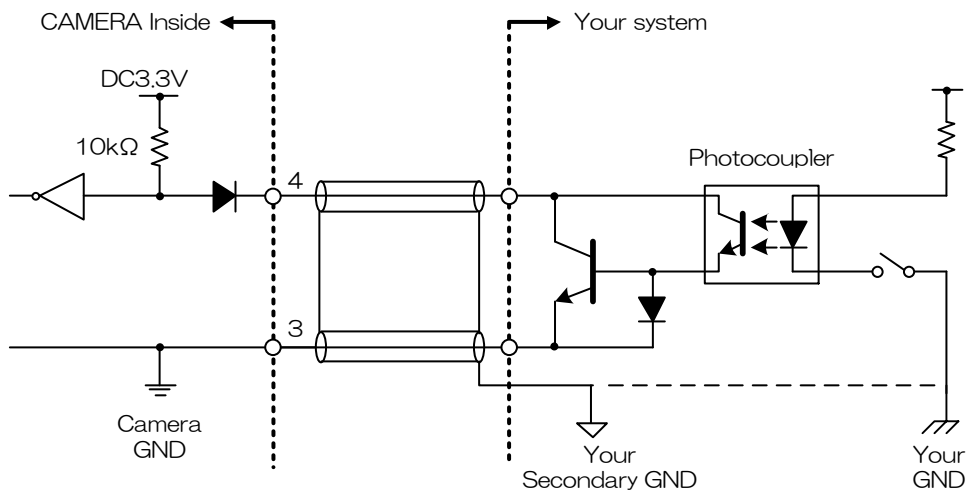 CAMERA Inside
Your system
DC3.3V
10kΩ
Photocoupler
4
3
Camera
GND
Your
Secondary GND
Your
GND